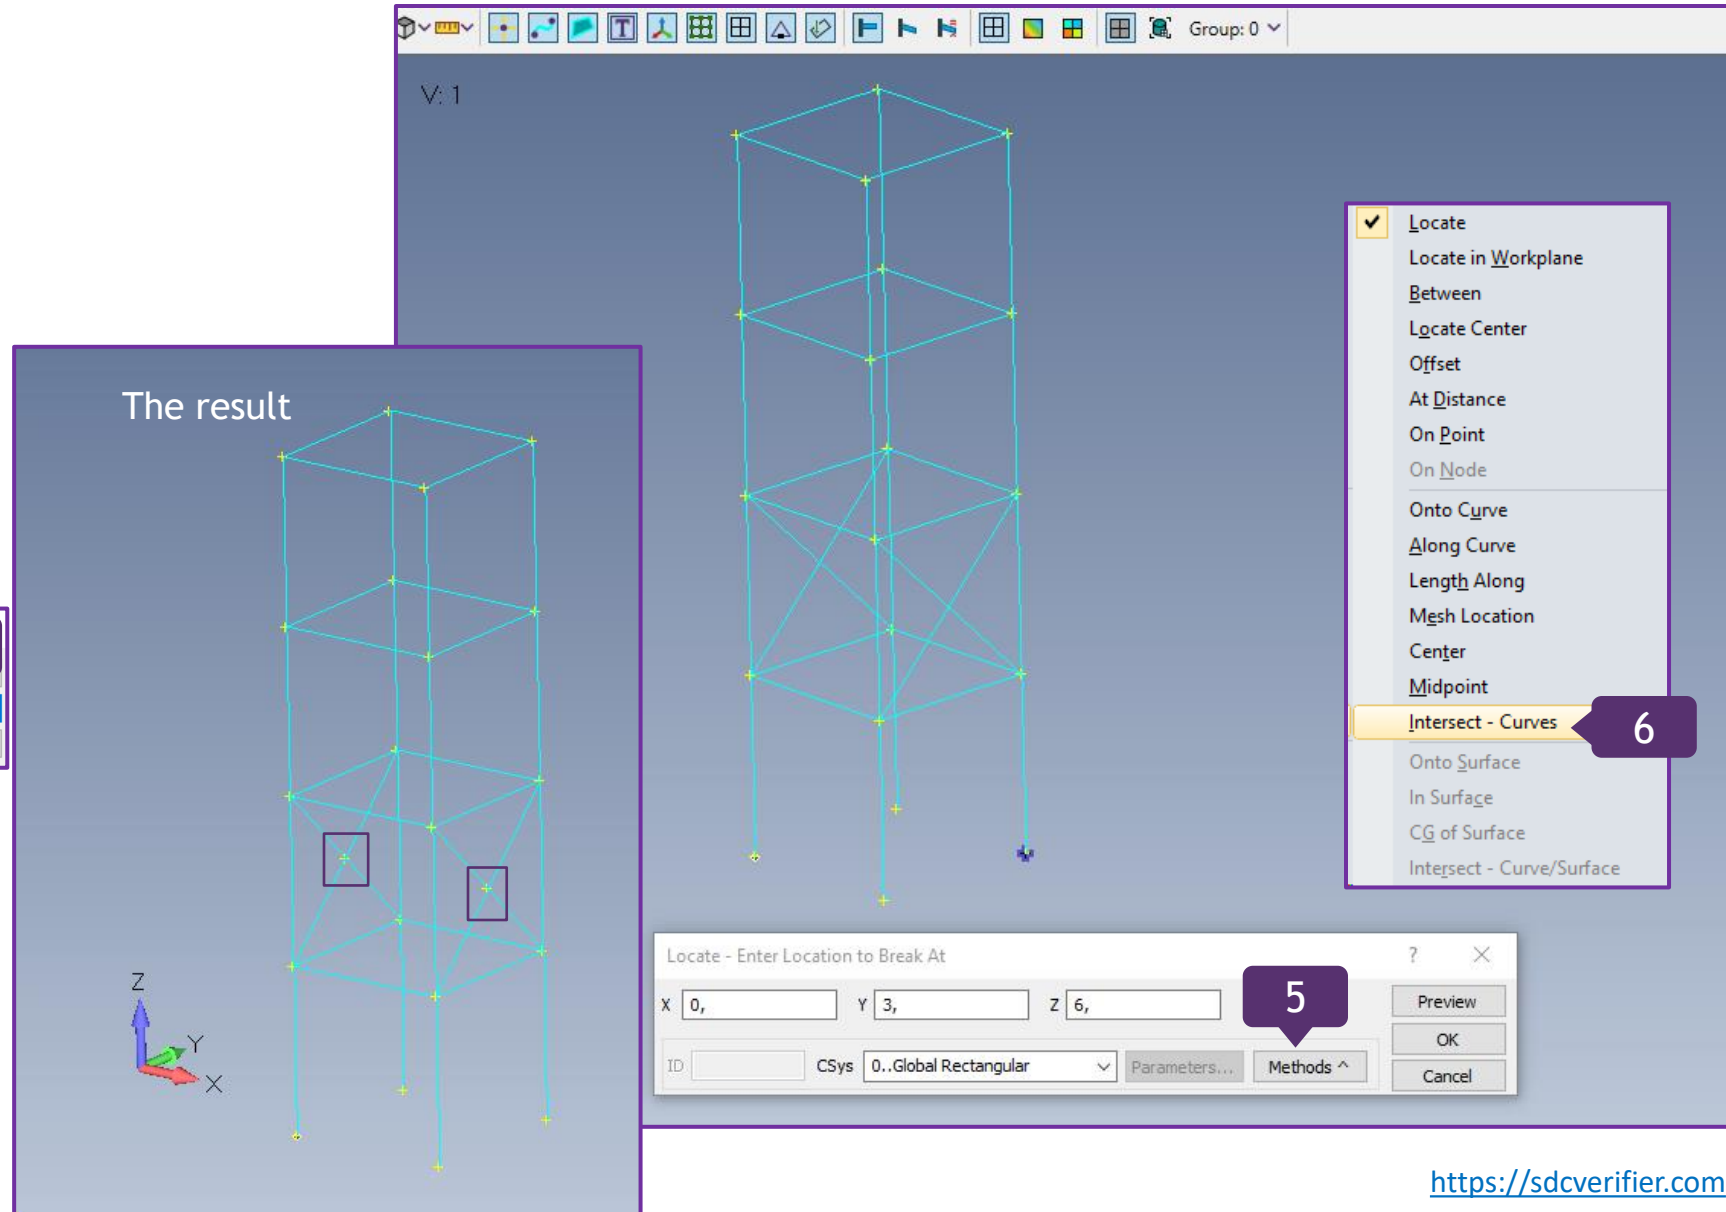 Group: 0
V: 1
Locate
Locate in Workplane
Between
Locate Center
Offset
At Distance
On Point
On Node
Onto Curve
Along Curve
Length Along
Mesh Location
Center
Midpoint
Intersect - Curves
6
Onto Surface
In Surface
CG of Surface
Intersect - Curve/Surface
The result
Z
Y
X
Locate - Enter Location to Break At
?
X 0, Y 3, Z 6,
5
Preview
OK
ID CSys 0..Global Rectangular Parameters... Methods ^
Cancel
https://sdcverifier.com